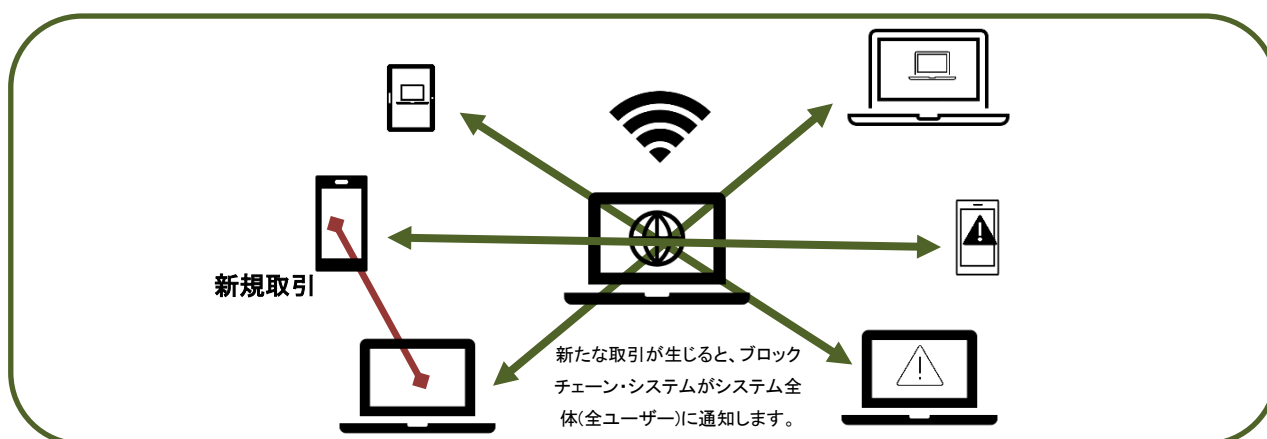 新規取引
新たな取引が生じると、ブロック
チェーン・システムがシステム全
体(全ユーザー)に通知します。